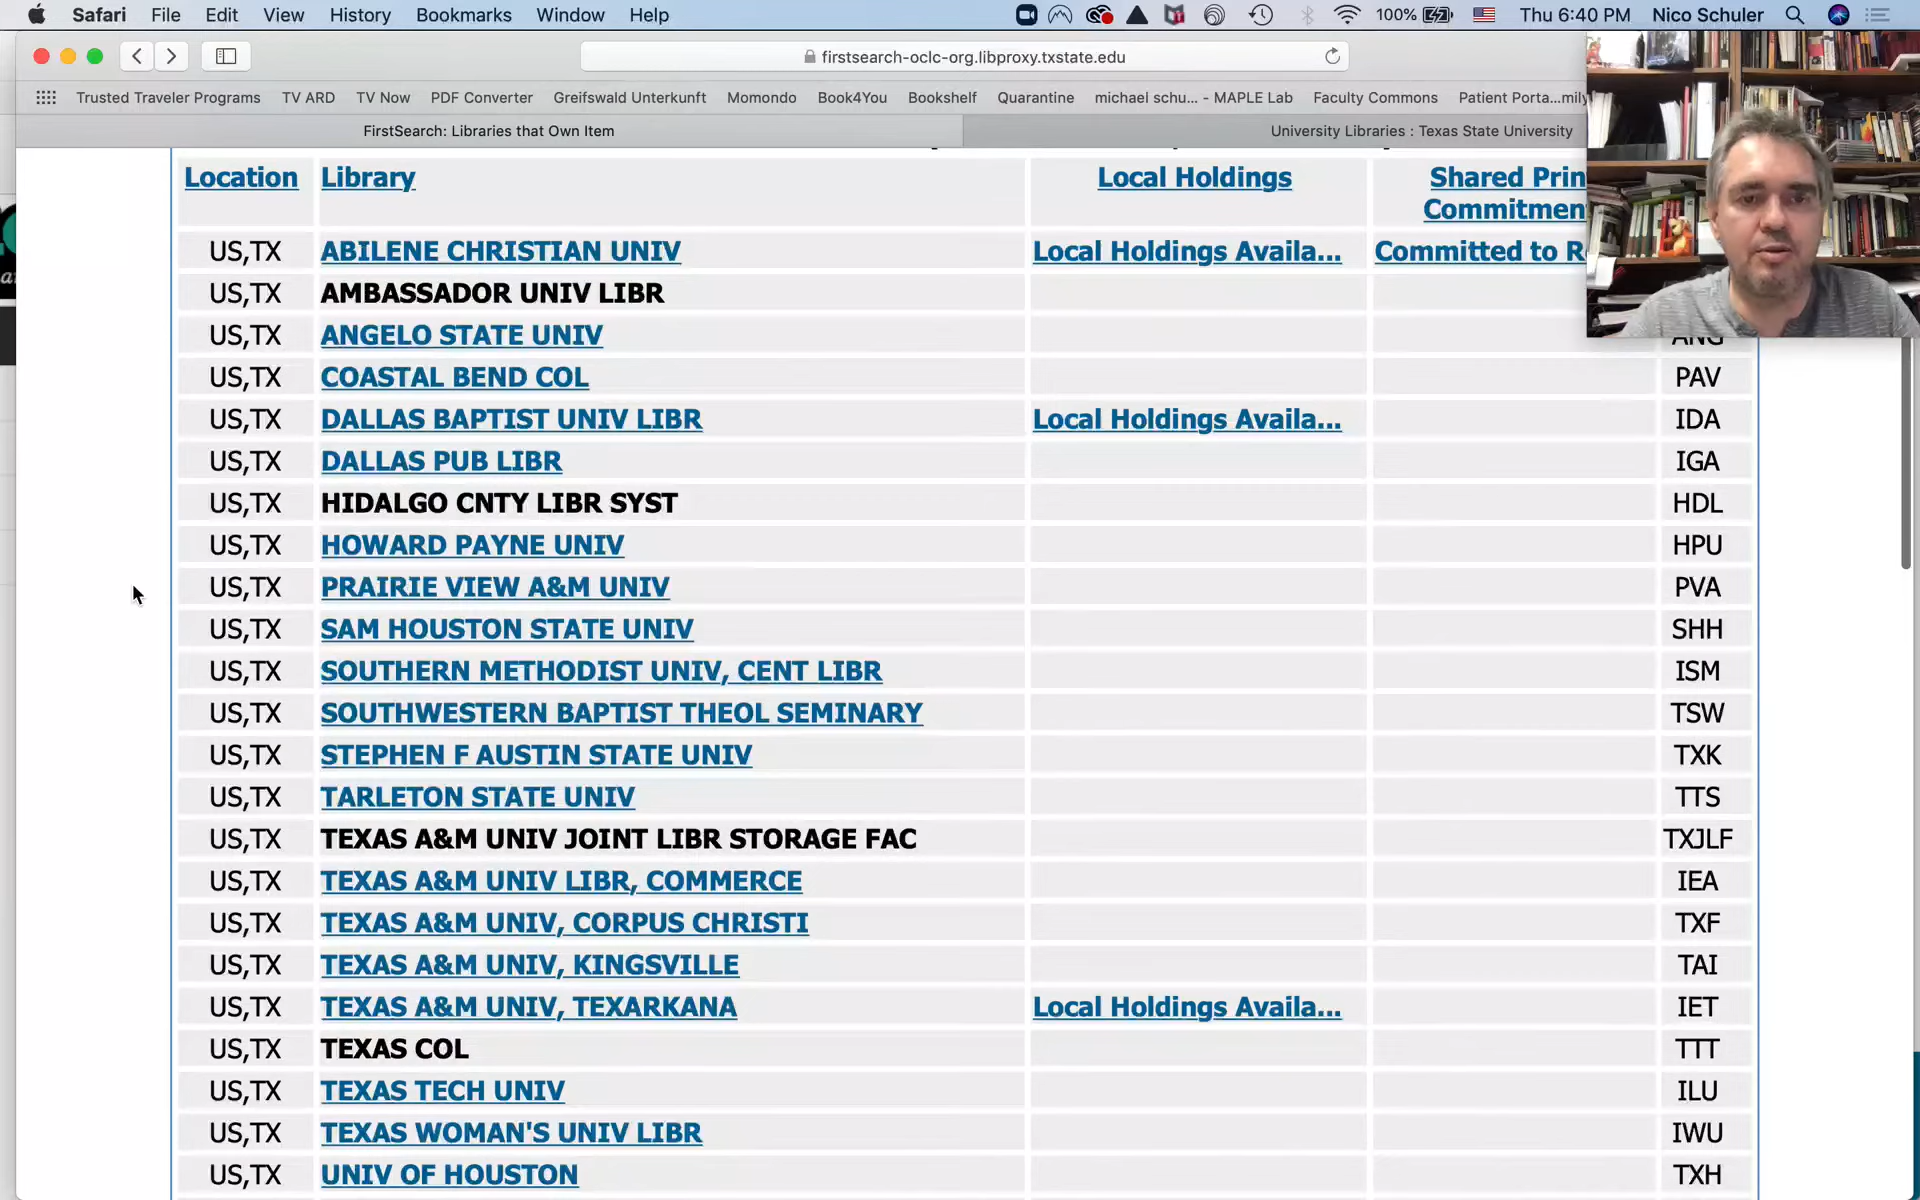 Safari File Edit View History Bookmarks Window Help 100% Thu 6:40 PM Nico Schuler
firstsearch-oclc-org.libproxy.txstate.edu
Trusted Traveler Programs TV ARD TV Now PDF Converter Greifswald Unterkunft Momondo Book4You Bookshelf Quarantine michael schu... - MAPLE Lab Faculty Commons Patient Porta...mily
FirstSearch: Libraries that Own Item University Libraries : Texas State University
Location Library Local Holdings Shared Prin
Commitmen
US,TX ABILENE CHRISTIAN UNIV Local Holdings Availa... Committed to R
US,TX AMBASSADOR UNIV LIBR
US,TX ANGELO STATE UNIV ANG
US,TX COASTAL BEND COL PAV
US,TX DALLAS BAPTIST UNIV LIBR Local Holdings Availa... IDA
US,TX DALLAS PUB LIBR IGA
US,TX HIDALGO CNTY LIBR SYST HDL
US,TX HOWARD PAYNE UNIV HPU
US,TX PRAIRIE VIEW A&M UNIV PVA
US,TX SAM HOUSTON STATE UNIV SHH
US,TX SOUTHERN METHODIST UNIV, CENT LIBR ISM
US,TX SOUTHWESTERN BAPTIST THEOL SEMINARY TSW
US,TX STEPHEN F AUSTIN STATE UNIV TXK
US,TX TARLETON STATE UNIV TTS
US,TX TEXAS A&M UNIV JOINT LIBR STORAGE FAC TXJLF
US,TX TEXAS A&M UNIV LIBR, COMMERCE IEA
US,TX TEXAS A&M UNIV, CORPUS CHRISTI TXF
US,TX TEXAS A&M UNIV, KINGSVILLE TAI
US,TX TEXAS A&M UNIV, TEXARKANA Local Holdings Availa... IET
US,TX TEXAS COL TTT
US,TX TEXAS TECH UNIV ILU
US,TX TEXAS WOMAN'S UNIV LIBR IWU
US,TX UNIV OF HOUSTON TXH